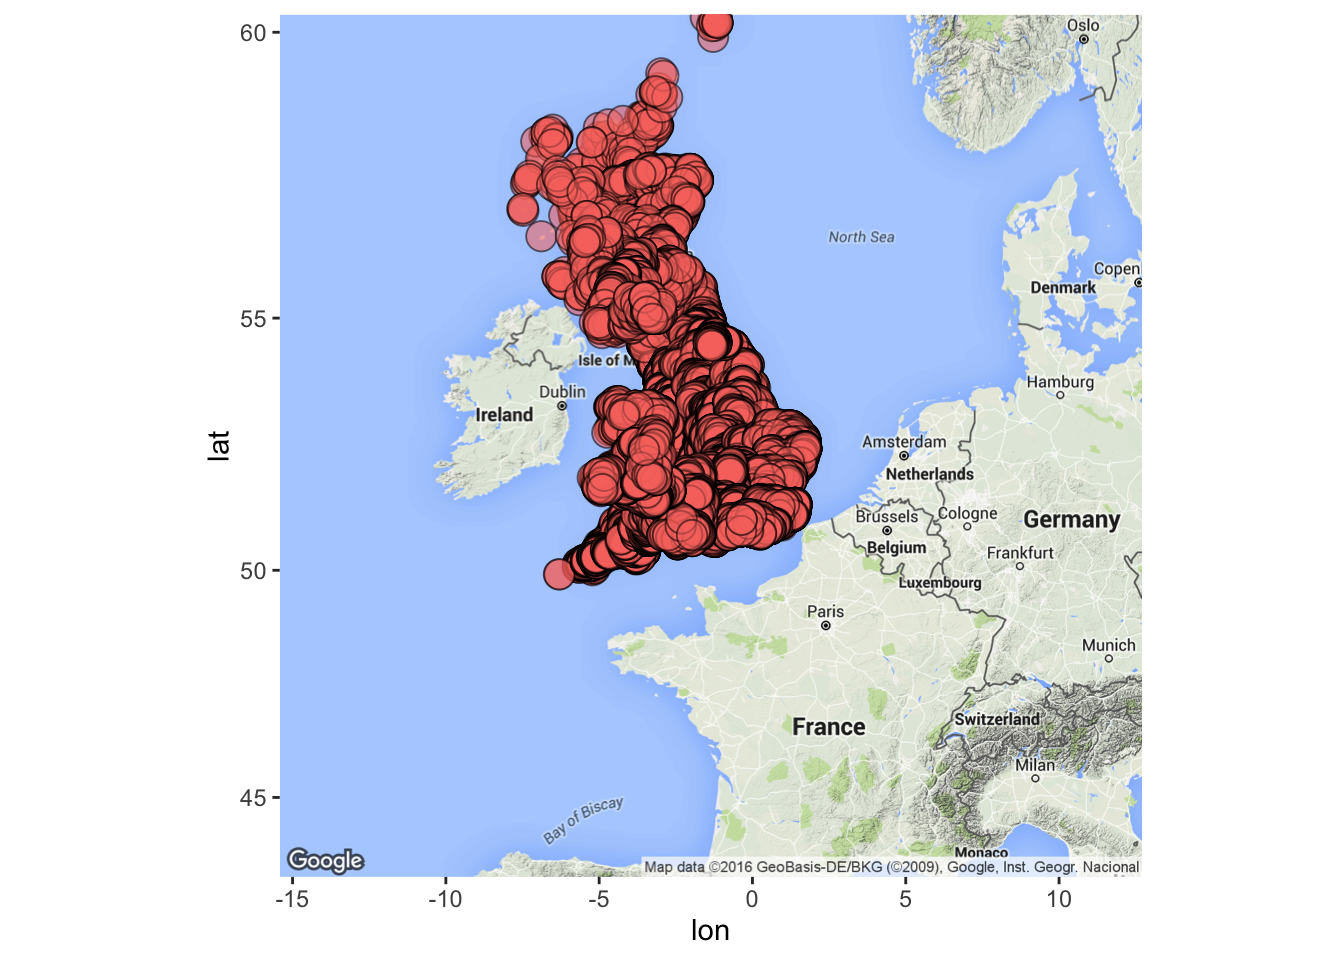 60
Oslo
North Sea
Copen
Denmark
55
Isle of M
Hamburg
Dublin
Ireland
Amsterdam
Netherlands
lat
Brussels
Cologne
Germany
Belgium
Frankfurt
50
Luxembourg
Paris
Munich
Switzerland
France
Milan
45
Bay of Biscay
Monaco
Google
Map data ©2016 GeoBasis-DE/BKG (©2009), Google, Inst. Geogr. Nacional
-15
-10
-5
0
5
10
lon